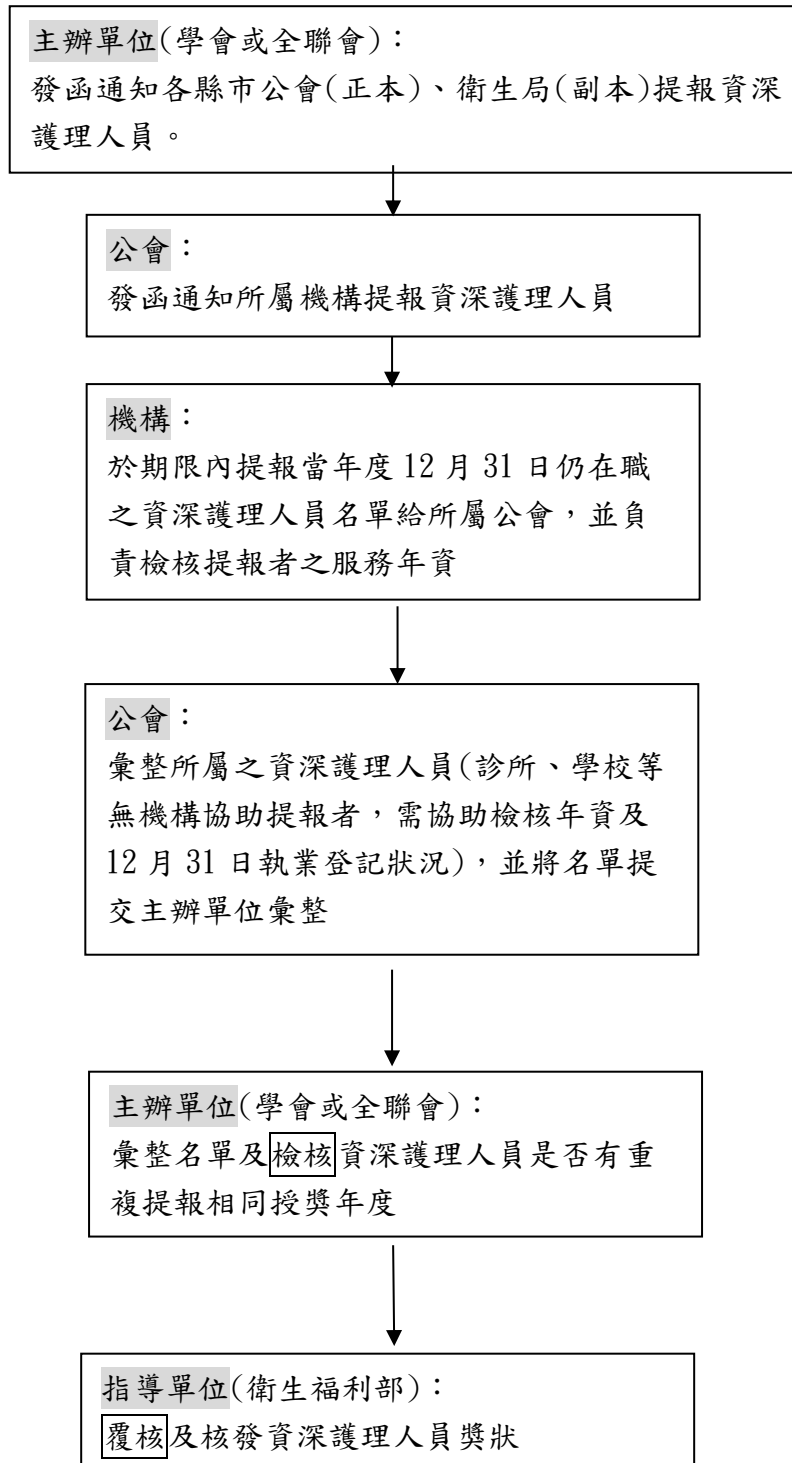 主辦單位(學會或全聯會)：
發函通知各縣市公會(正本)、衛生局(副本)提報資深
護理人員。
公會：
發函通知所屬機構提報資深護理人員
機構：
於期限內提報當年度 12 月 31 日仍在職
之資深護理人員名單給所屬公會，並負
責檢核提報者之服務年資
公會：
彙整所屬之資深護理人員(診所、學校等
無機構協助提報者，需協助檢核年資及
12 月 31 日執業登記狀況)，並將名單提
交主辦單位彙整
主辦單位(學會或全聯會)：
彙整名單及檢核資深護理人員是否有重
複提報相同授獎年度
指導單位(衛生福利部)：
覆核及核發資深護理人員獎狀